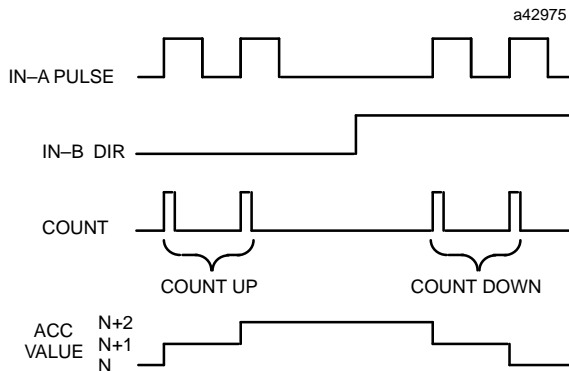 a42975
IN–A PULSE
IN–B DIR
COUNT
COUNT UP
COUNT DOWN
ACC VALUE
N+2
N+1
N